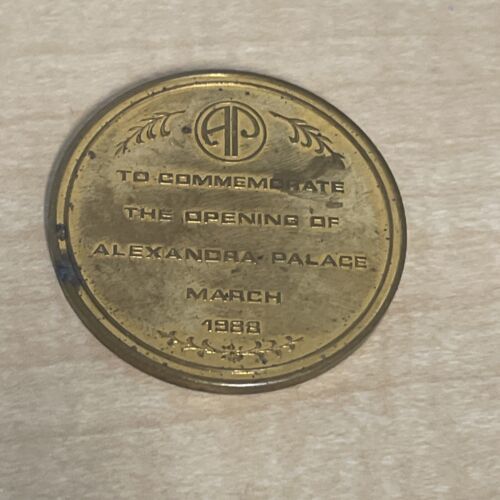 AP
TO COMMEMORATE
THE OPENING OF
ALEXANDRA PALACE
MARCH
1988